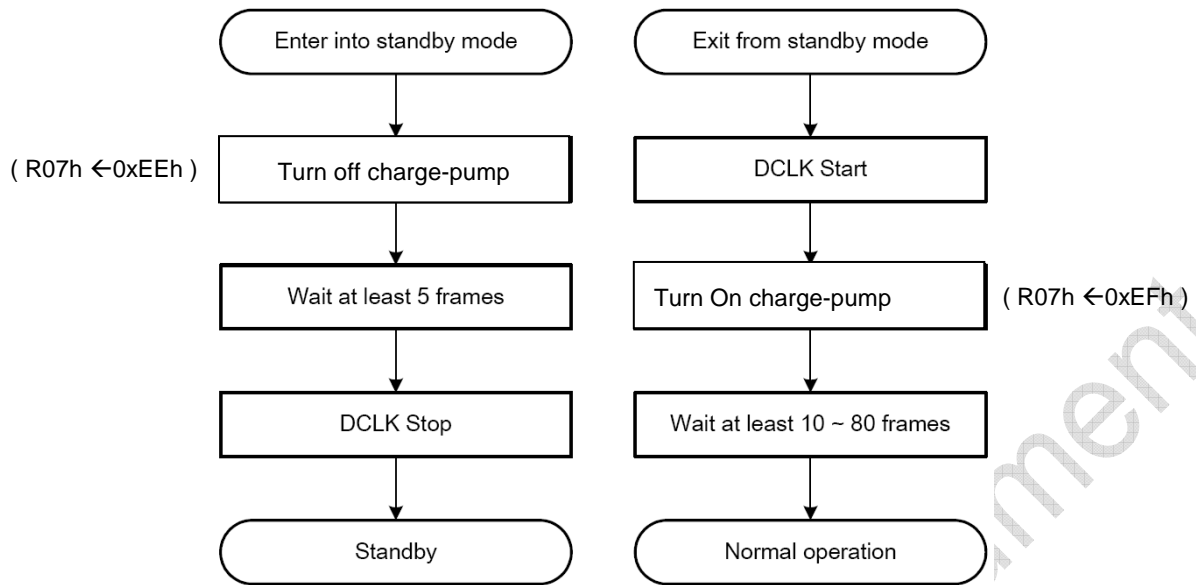 Enter into standby mode
( R07h ←0xEEh )
Turn off charge-pump
Wait at least 5 frames
DCLK Stop
Standby
Exit from standby mode
DCLK Start
Turn On charge-pump
( R07h ←0xEFh )
Wait at least 10 ~ 80 frames
Normal operation